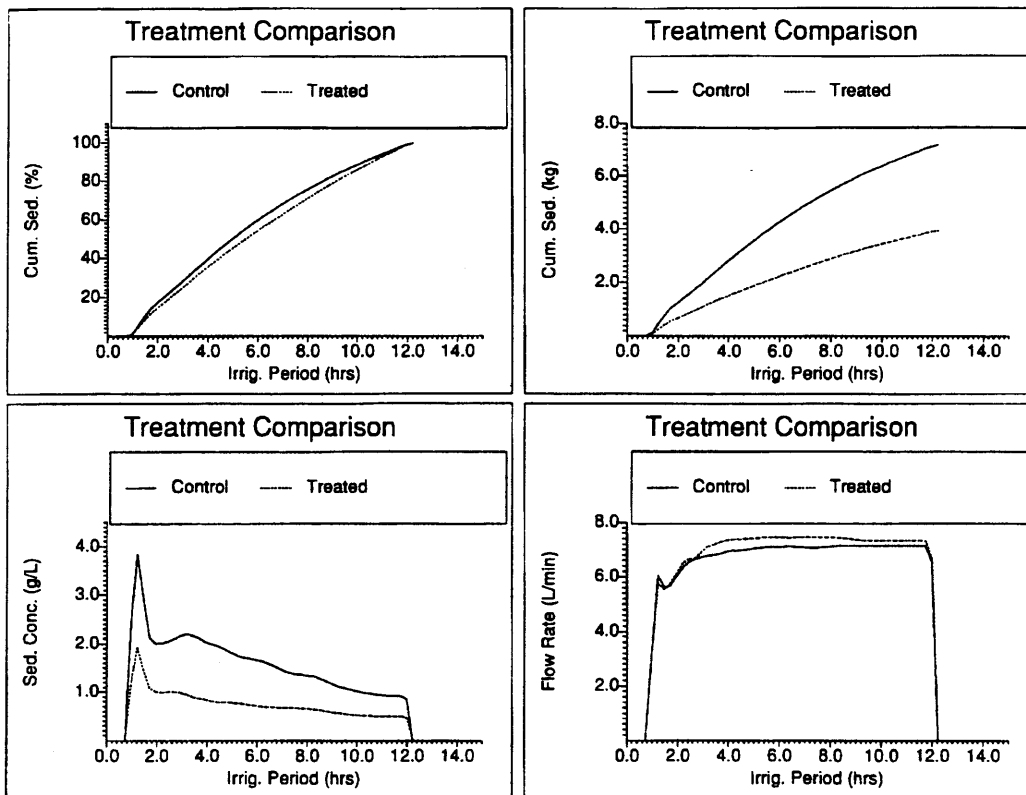 Treatment Comparison
Control Treated
100
80
60
40
20
0.0 2.0 4.0 6.0 8.0 10.0 12.0 14.0
Cum. Sed. (%)
Irrig. Period (hrs)
Treatment Comparison
Control Treated
8.0
6.0
4.0
2.0
0.0 2.0 4.0 6.0 8.0 10.0 12.0 14.0
Cum. Sed. (kg)
Irrig. Period (hrs)
Treatment Comparison
Control Treated
4.0
3.0
2.0
1.0
0.0 2.0 4.0 6.0 8.0 10.0 12.0 14.0
Sed. Conc. (g/L)
Irrig. Period (hrs)
Treatment Comparison
Control Treated
8.0
6.0
4.0
2.0
0.0 2.0 4.0 6.0 8.0 10.0 12.0 14.0
Flow Rate (L/min)
Irrig. Period (hrs)